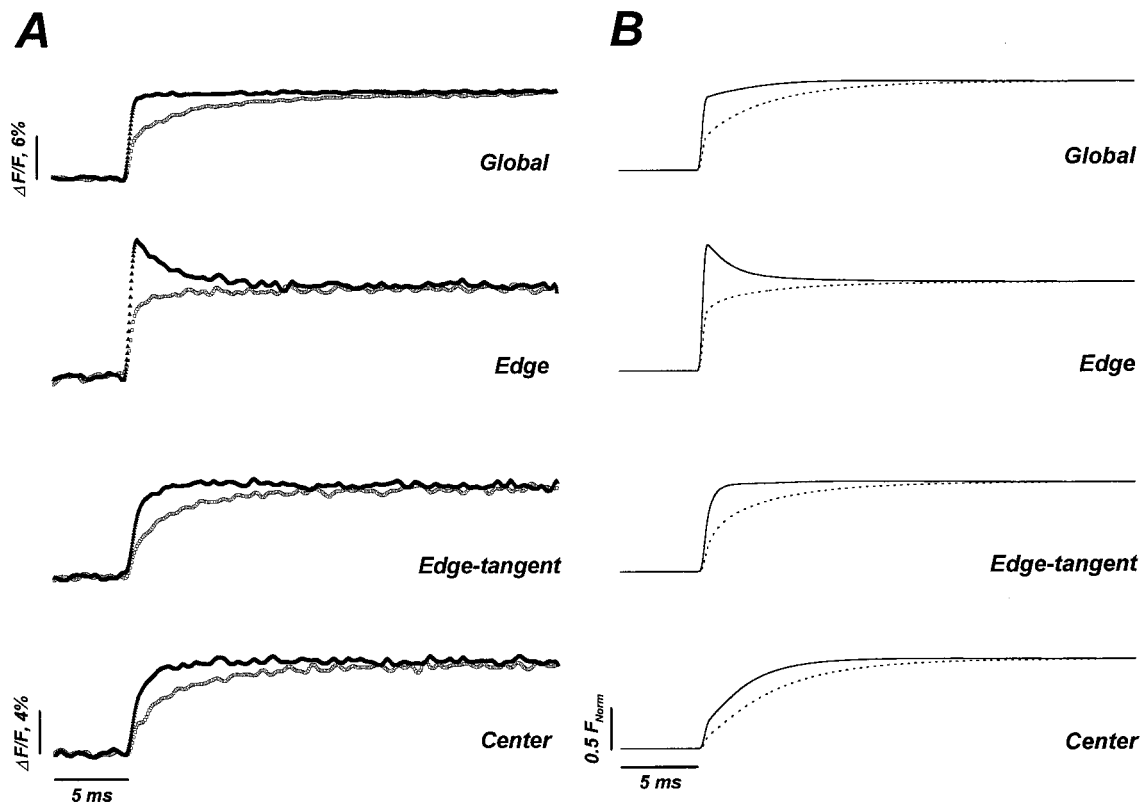 A
B
ΔF/F, 6%
Global
Global
Edge
Edge
Edge-tangent
Edge-tangent
ΔF/F, 4%
Center
0.5 F_Norm
Center
5 ms
5 ms